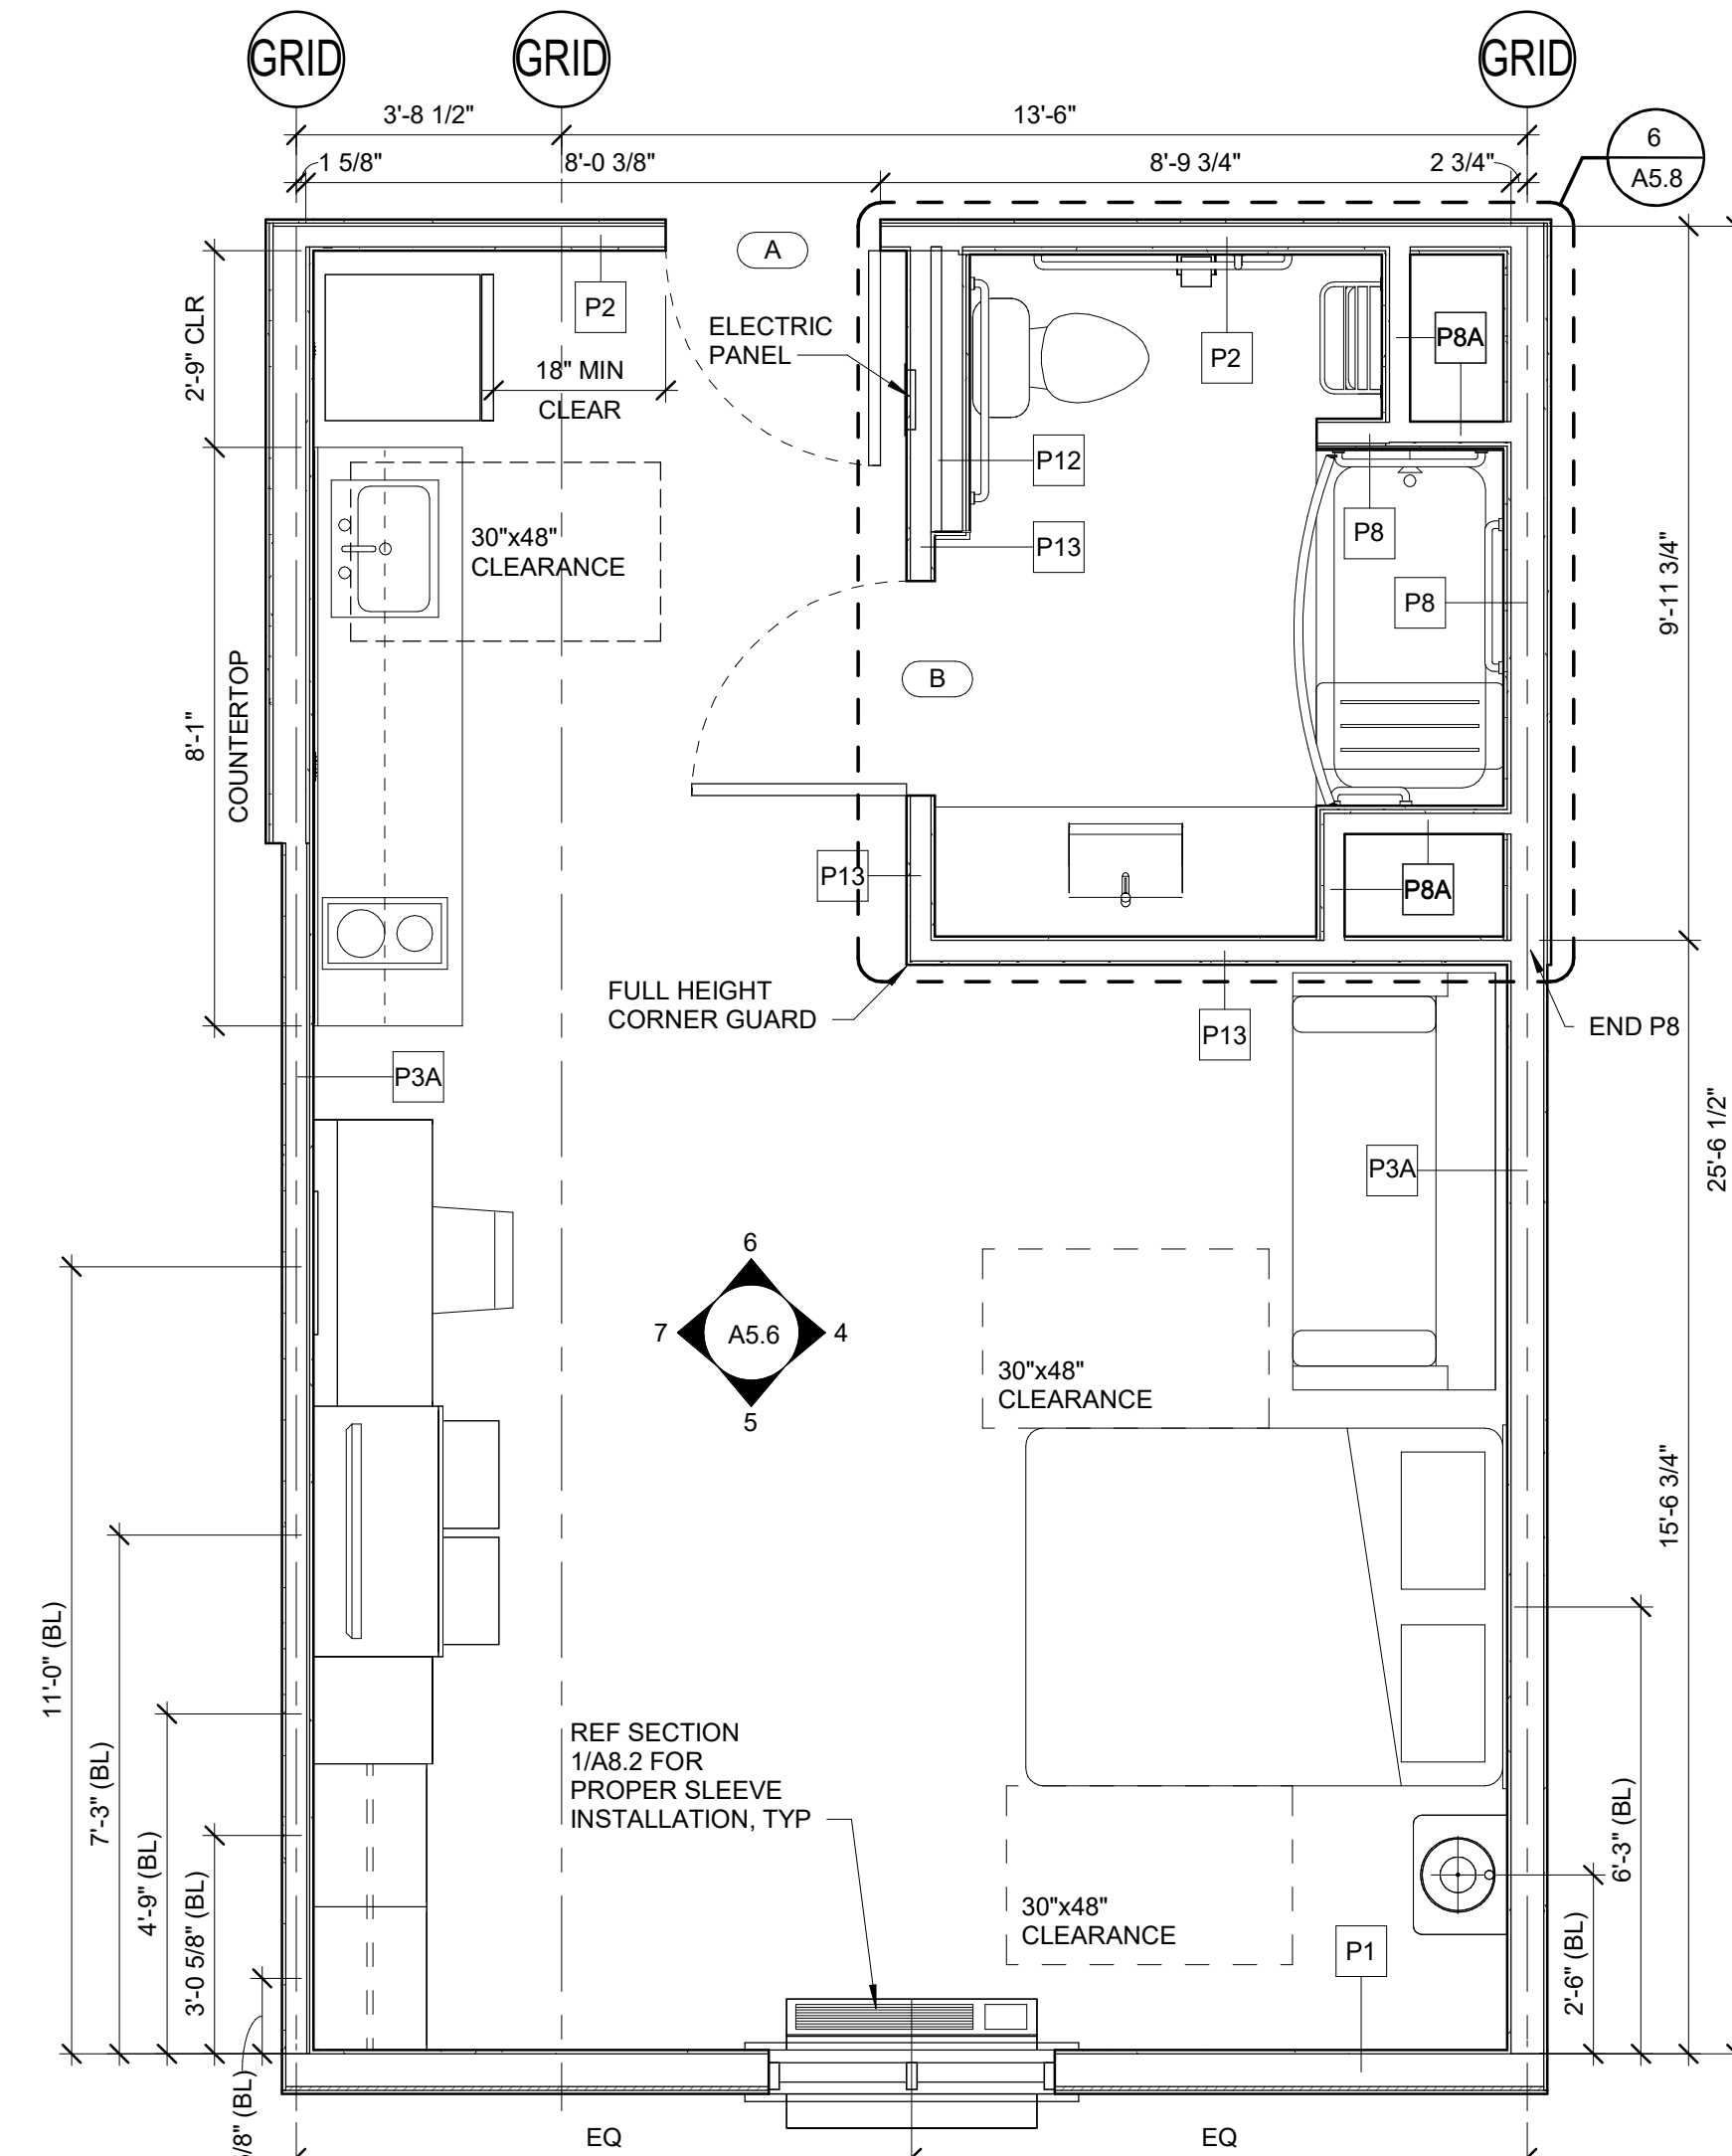 GRID
GRID
GRID
3'-8 1/2"
13'-6"
1 5/8"
8'-0 3/8"
8'-9 3/4"
2 3/4"
6
A5.8
A
P2
2'-9" CLR
ELECTRIC
PANEL
18" MIN
CLEAR
P2
P8A
P12
P13
P8
P8
30"x48"
CLEARANCE
9'-11 3/4"
B
8'-1"
COUNTERTOP
P13
P8A
FULL HEIGHT
CORNER GUARD
P13
END P8
P3A
P3A
25'-6 1/2"
6
7
A5.6
4
5
30"x48"
CLEARANCE
15'-6 3/4"
11'-0" (BL)
7'-3" (BL)
4'-9" (BL)
3'-0 5/8" (BL)
REF SECTION
1/A8.2 FOR
PROPER SLEEVE
INSTALLATION, TYP
30"x48"
CLEARANCE
P1
6'-3" (BL)
2'-6" (BL)
/8" (BL)
EQ
EQ